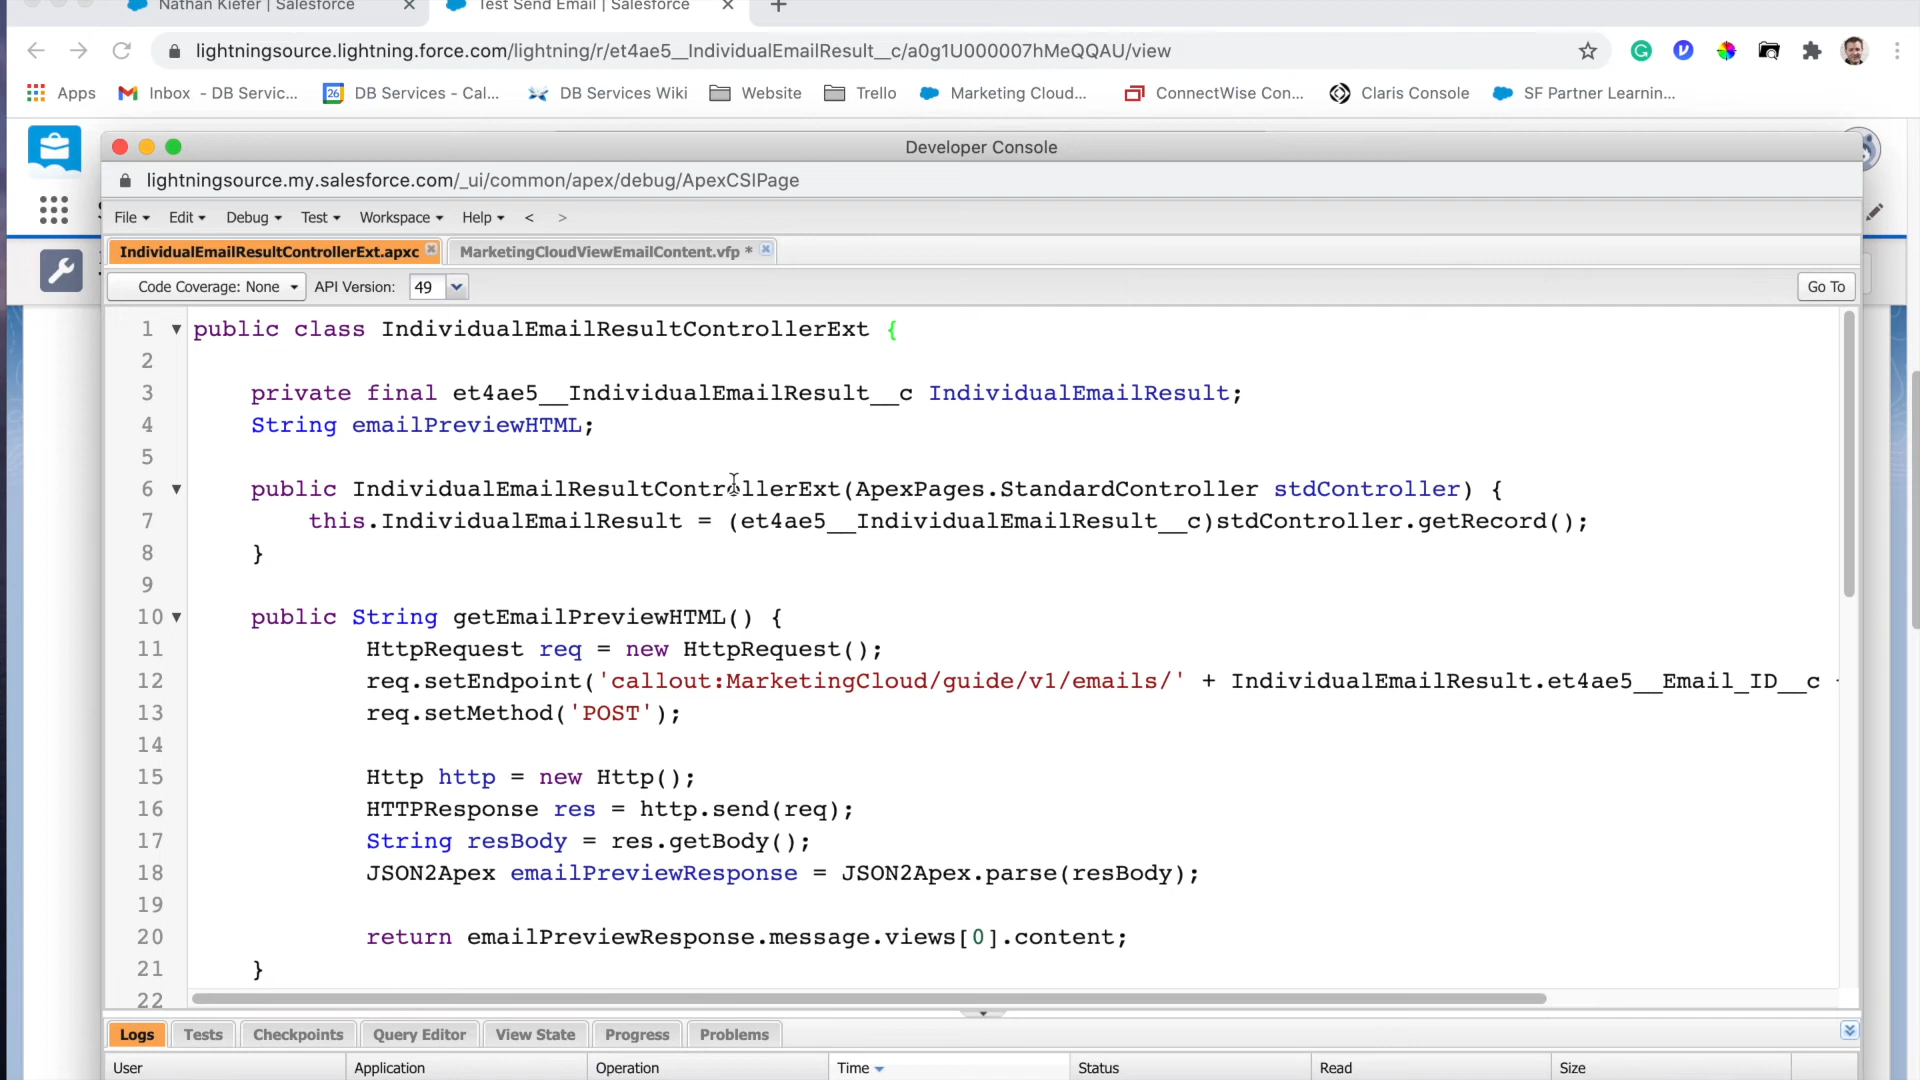 Nathan Kiefer | Salesforce
Test Send Email | Salesforce
lightningsource.lightning.force.com/lightning/r/et4ae5__IndividualEmailResult__c/a0g1U000007hMeQQAU/view
Apps
Inbox - DB Servic...
26
DB Services - Cal...
DB Services Wiki
Website
Trello
Marketing Cloud...
ConnectWise Con...
Claris Console
SF Partner Learnin...
Developer Console
lightningsource.my.salesforce.com/_ui/common/apex/debug/ApexCSIPage
File Edit Debug Test Workspace Help < >
IndividualEmailResultControllerExt.apxc
MarketingCloudViewEmailContent.vfp *
Code Coverage: None API Version: 49 Go To
1 public class IndividualEmailResultControllerExt {
2
3 private final et4ae5__IndividualEmailResult__c IndividualEmailResult;
4 String emailPreviewHTML;
5
6 public IndividualEmailResultControllerExt(ApexPages.StandardController stdController) {
7 this.IndividualEmailResult = (et4ae5__IndividualEmailResult__c)stdController.getRecord();
8 }
9
10 public String getEmailPreviewHTML() {
11 HttpRequest req = new HttpRequest();
12 req.setEndpoint('callout:MarketingCloud/guide/v1/emails/' + IndividualEmailResult.et4ae5__Email_ID__c
13 req.setMethod('POST');
14
15 Http http = new Http();
16 HTTPResponse res = http.send(req);
17 String resBody = res.getBody();
18 JSON2Apex emailPreviewResponse = JSON2Apex.parse(resBody);
19
20 return emailPreviewResponse.message.views[0].content;
21 }
22
Logs Tests Checkpoints Query Editor View State Progress Problems
User Application Operation Time Status Read Size